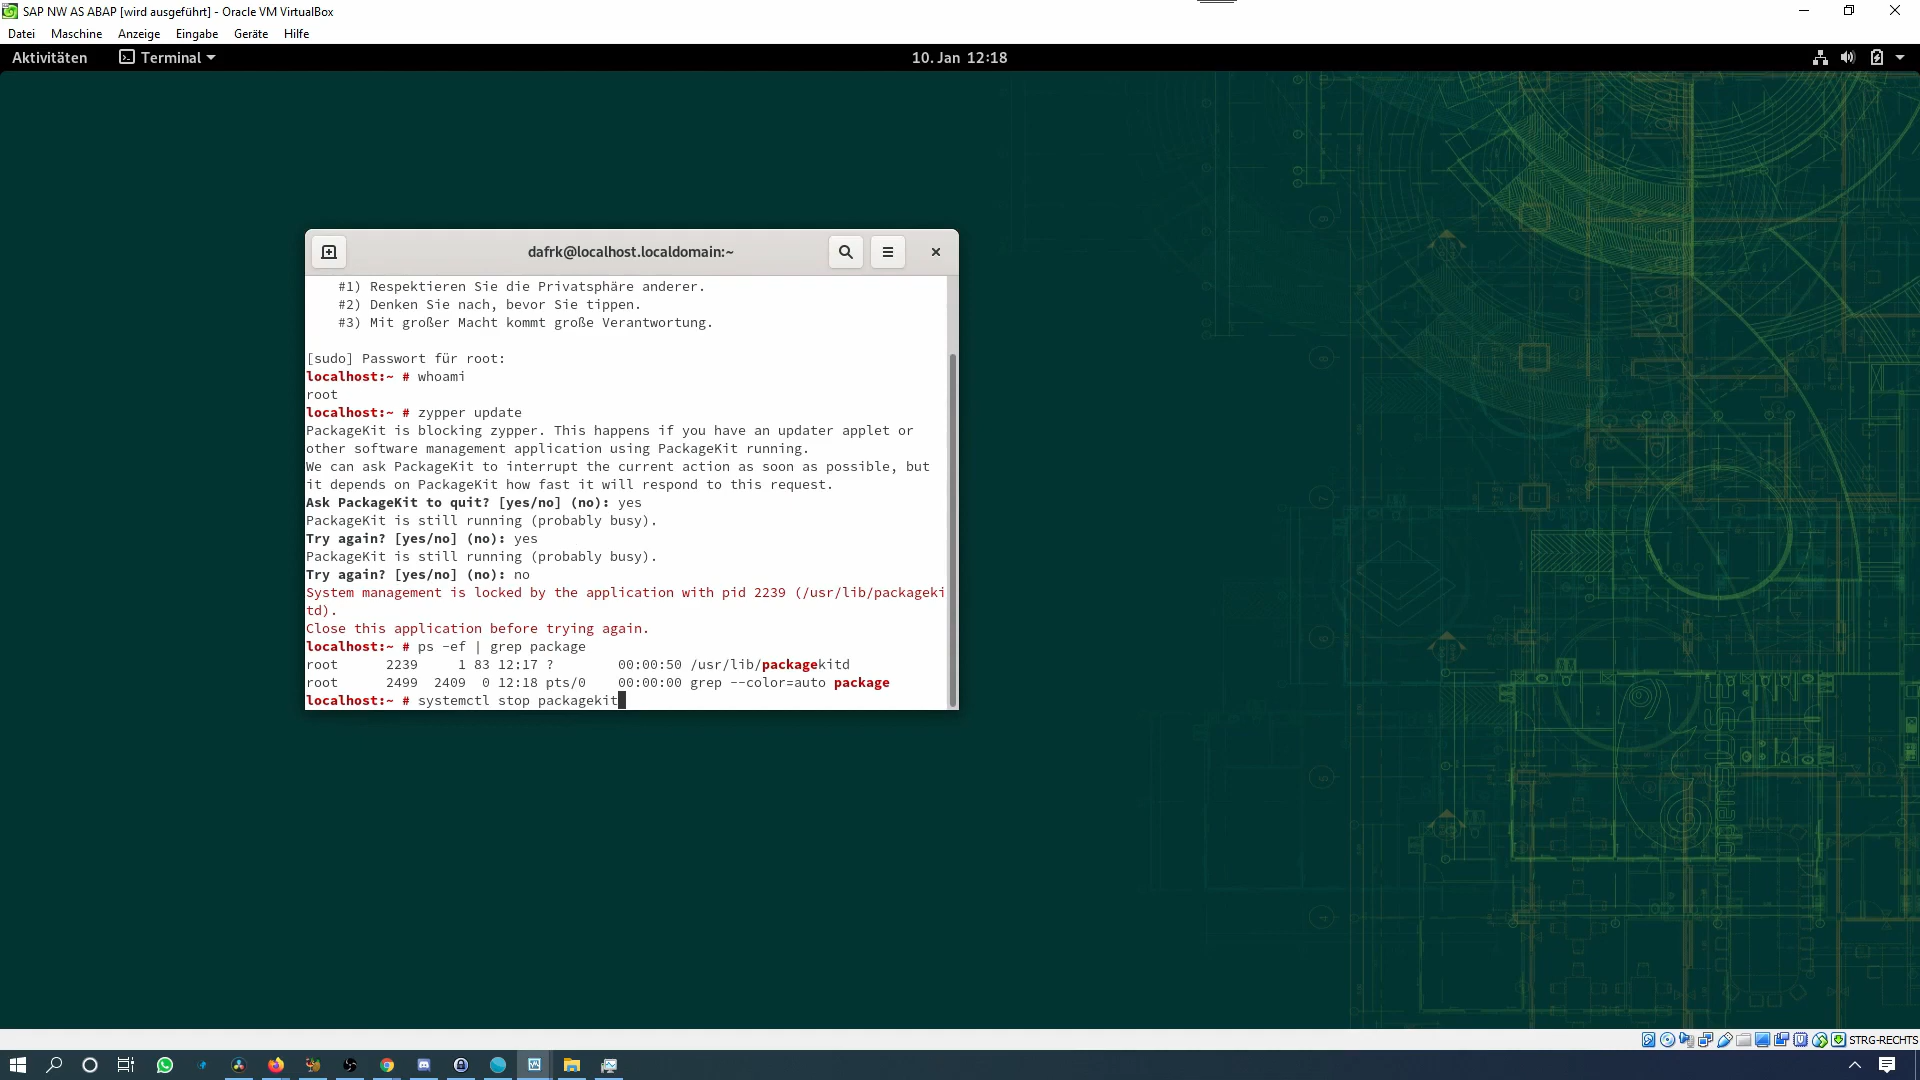 SAP NW AS ABAP [wird ausgeführt] - Oracle VM VirtualBox
Datei Maschine Anzeige Eingabe Geräte Hilfe
Aktivitäten Terminal 10. Jan 12:18
dafrk@localhost.localdomain:~
#1) Respektieren Sie die Privatsphäre anderer.
#2) Denken Sie nach, bevor Sie tippen.
#3) Mit großer Macht kommt große Verantwortung.
[sudo] Passwort für root:
localhost:~ # whoami
root
localhost:~ # zypper update
PackageKit is blocking zypper. This happens if you have an updater applet or
other software management application using PackageKit running.
We can ask PackageKit to interrupt the current action as soon as possible, but
it depends on PackageKit how fast it will respond to this request.
Ask PackageKit to quit? [yes/no] (no): yes
PackageKit is still running (probably busy).
Try again? [yes/no] (no): yes
PackageKit is still running (probably busy).
Try again? [yes/no] (no): no
System management is locked by the application with pid 2239 (/usr/lib/packageki
td).
Close this application before trying again.
localhost:~ # ps -ef | grep package
root 2239 1 83 12:17 ? 00:00:50 /usr/lib/packagekitd
root 2499 2409 0 12:18 pts/0 00:00:00 grep --color=auto package
localhost:~ # systemctl stop packagekit
openSUSE
STRG-RECHTS